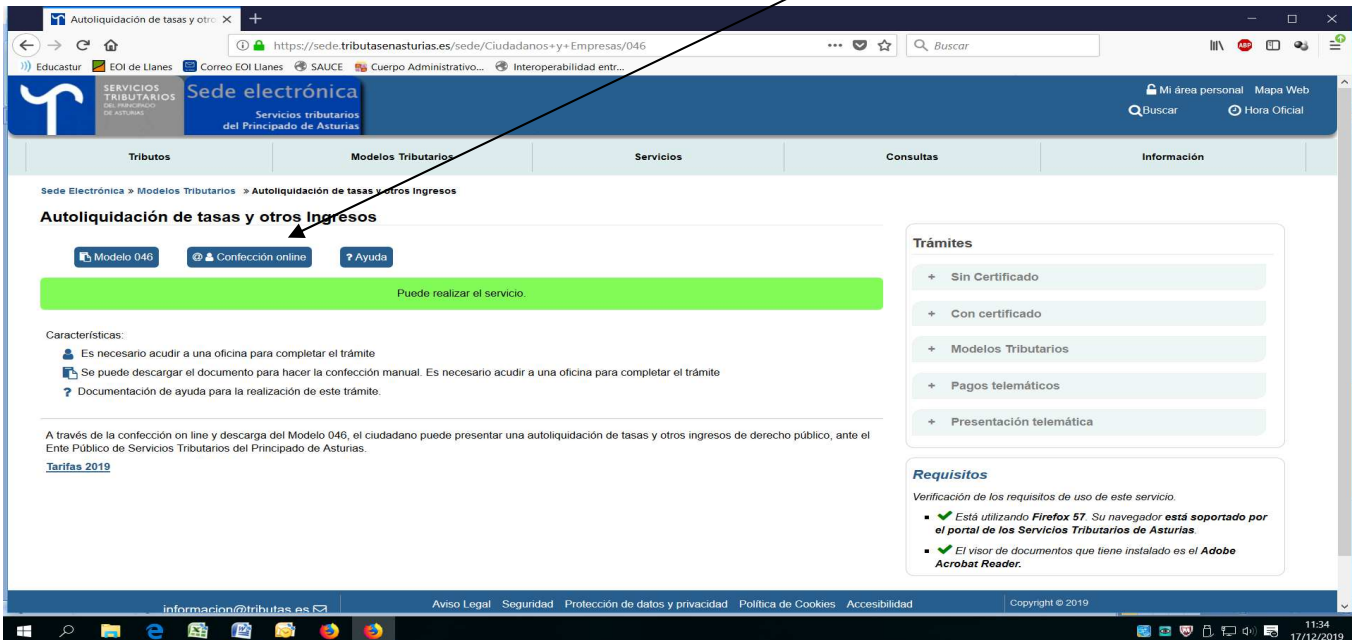 Autoliquidación de tasas y otro
https://sede.tributasenasturias.es/sede/Ciudadanos+y+Empresas/046
Buscar
Educastur EOI de Llanes Correo EOI Llanes SAUCE Cuerpo Administrativo... Interoperabilidad entr...
SERVICIOS
TRIBUTARIOS
DEL PRINCIPADO
DE ASTURIAS
Sede electrónica
Servicios tributarios
del Principado de Asturias
Mi área personal Mapa Web
Buscar Hora Oficial
Tributos Modelos Tributarios Servicios Consultas Información
Sede Electrónica » Modelos Tributarios » Autoliquidación de tasas y otros Ingresos
Autoliquidación de tasas y otros Ingresos
Modelo 046 @ Confección online ? Ayuda
Puede realizar el servicio.
Características:
Es necesario acudir a una oficina para completar el trámite
Se puede descargar el documento para hacer la confección manual. Es necesario acudir a una oficina para completar el trámite
? Documentación de ayuda para la realización de este trámite.
A través de la confección on line y descarga del Modelo 046, el ciudadano puede presentar una autoliquidación de tasas y otros ingresos de derecho público, ante el
Ente Público de Servicios Tributarios del Principado de Asturias.
Tarifas 2019
Trámites
+ Sin Certificado
+ Con certificado
+ Modelos Tributarios
+ Pagos telemáticos
+ Presentación telemática
Requisitos
Verificación de los requisitos de uso de este servicio.
Está utilizando Firefox 57. Su navegador está soportado por
el portal de los Servicios Tributarios de Asturias.
El visor de documentos que tiene instalado es el Adobe
Acrobat Reader.
informacion@tributas.es
Aviso Legal Seguridad Protección de datos y privacidad Política de Cookies Accesibilidad
Copyright © 2019
11:34
17/12/2019